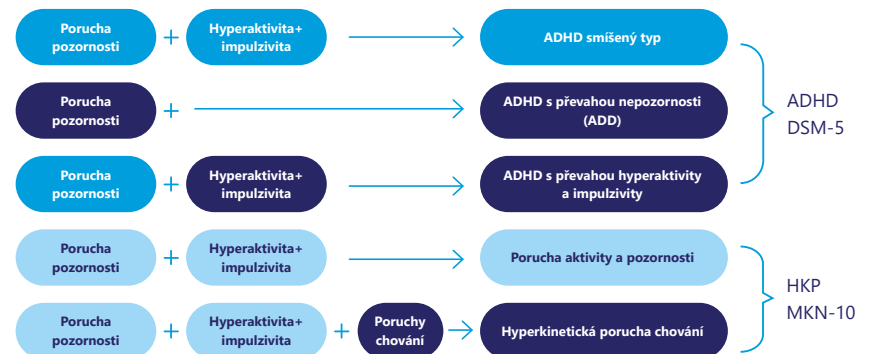 Porucha
pozornosti
+
Hyperaktivita+
impulzivita
ADHD smíšený typ
Porucha
pozornosti
+
ADHD s převahou nepozornosti
(ADD)
Porucha
pozornosti
+
Hyperaktivita+
impulzivita
ADHD s převahou hyperaktivity
a impulzivity
ADHD
DSM-5
Porucha
pozornosti
+
Hyperaktivita+
impulzivita
Porucha aktivity a pozornosti
Porucha
pozornosti
+
Hyperaktivita+
impulzivita
+
Poruchy
chování
Hyperkinetická porucha chování
HKP
MKN-10